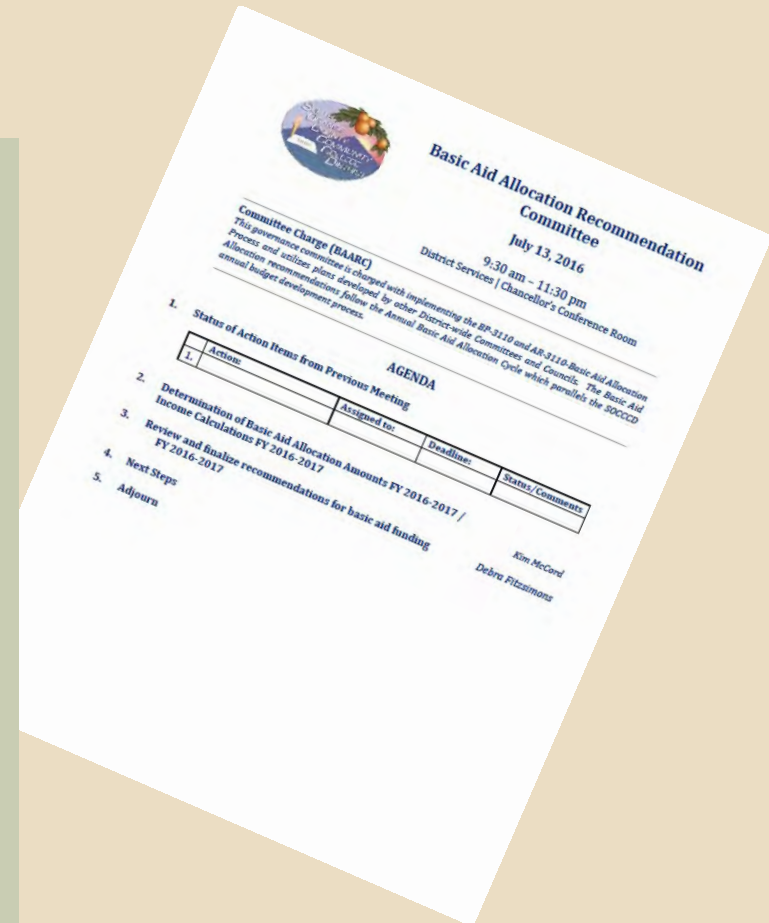 Basic Aid Allocation Recommendation
Committee
July 13, 2016
9:30 am – 11:30 pm
District Services | Chancellor's Conference Room
Committee Charge (BAARC)
This governance committee is charged with implementing the BP-3110 and AR-3110-Basic Aid Allocation
Process and utilizes plans developed by other District-wide Committees and Councils. The Basic Aid
Allocation recommendations follow the Annual Basic Aid Allocation Cycle which parallels the SOCCCD
annual budget development process.
AGENDA
1. Status of Action Items from Previous Meeting
Action: Assigned to: Deadline: Status/Comments
1.
2. Determination of Basic Aid Allocation Amounts FY 2016-2017 /
Income Calculations FY 2016-2017
Kim McCord
3. Review and finalize recommendations for basic aid funding
FY 2016-2017
Debra Fitzsimons
4. Next Steps
5. Adjourn